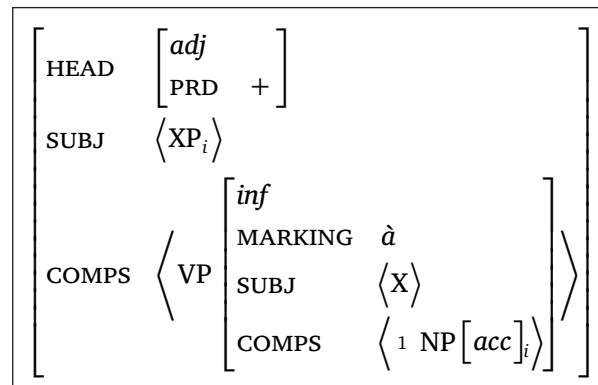 HEAD [adj
PRD +]
SUBJ ⟨XPᵢ⟩
COMPS ⟨VP [inf
MARKING à
SUBJ ⟨X⟩
COMPS ⟨1 NP[acc]ᵢ⟩]⟩